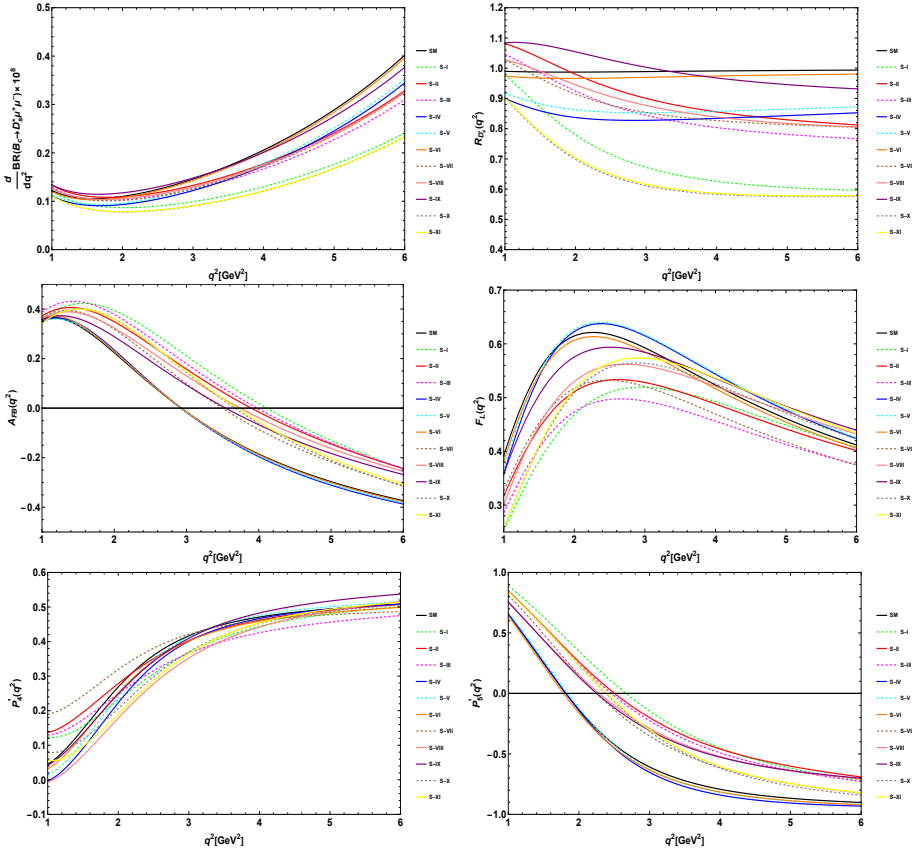 0.5
0.4
0.3
0.2
0.1
0.0
d/dq² BR(B_c→D_s^*μ⁺μ⁻)×10⁸
1 2 3 4 5 6
q²[GeV²]
SM
S-I
S-II
S-III
S-IV
S-V
S-VI
S-VII
S-VIII
S-IX
S-X
S-XI
1.2
1.1
1.0
0.9
0.8
0.7
0.6
0.5
0.4
R_{D_s^*}(q²)
1 2 3 4 5 6
q²[GeV²]
SM
S-I
S-II
S-III
S-IV
S-V
S-VI
S-VII
S-VIII
S-IX
S-X
S-XI
0.4
0.2
0.0
−0.2
−0.4
A_{FB}(q²)
1 2 3 4 5 6
q²[GeV²]
SM
S-I
S-II
S-III
S-IV
S-V
S-VI
S-VII
S-VIII
S-IX
S-X
S-XI
0.7
0.6
0.5
0.4
0.3
F_L(q²)
1 2 3 4 5 6
q²[GeV²]
SM
S-I
S-II
S-III
S-IV
S-V
S-VI
S-VII
S-VIII
S-IX
S-X
S-XI
0.6
0.5
0.4
0.3
0.2
0.1
0.0
−0.1
P'₄(q²)
1 2 3 4 5 6
q²[GeV²]
SM
S-I
S-II
S-III
S-IV
S-V
S-VI
S-VII
S-VIII
S-IX
S-X
S-XI
1.0
0.5
0.0
−0.5
−1.0
P'₅(q²)
1 2 3 4 5 6
q²[GeV²]
SM
S-I
S-II
S-III
S-IV
S-V
S-VI
S-VII
S-VIII
S-IX
S-X
S-XI